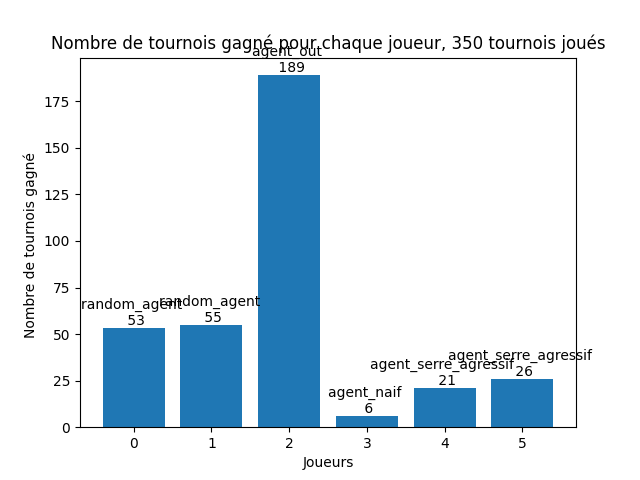 Nombre de tournois gagné pour chaque joueur, 350 tournois joués
agent_out
189
random_agent
53
random_agent
55
agent_naif
6
agent_serre_agressif
21
agent_serre_agressif
26
Nombre de tournois gagné
175
150
125
100
75
50
25
0
0 1 2 3 4 5
Joueurs